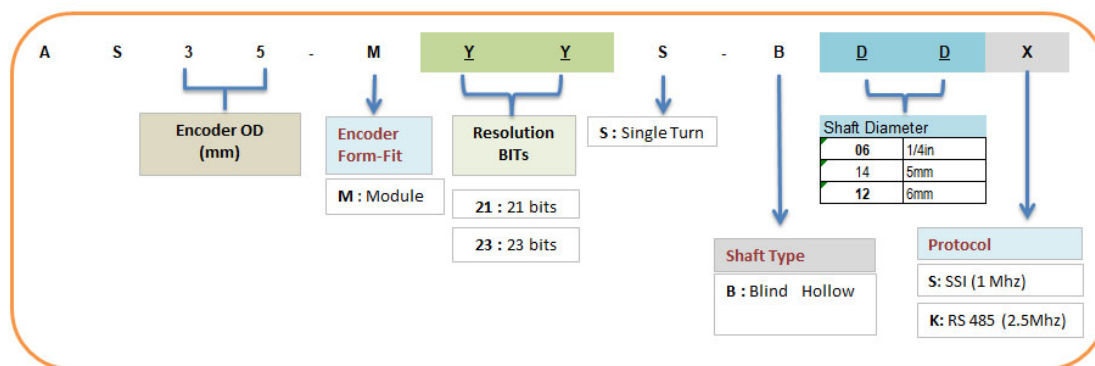 A S 3 5 - M Y Y S - B D D X
Encoder OD
(mm)
Encoder
Form-Fit
M : Module
Resolution
BITs
21 : 21 bits
23 : 23 bits
S : Single Turn
Shaft Diameter
06 1/4in
14 5mm
12 6mm
Shaft Type
B : Blind Hollow
Protocol
S: SSI (1 Mhz)
K: RS 485 (2.5Mhz)